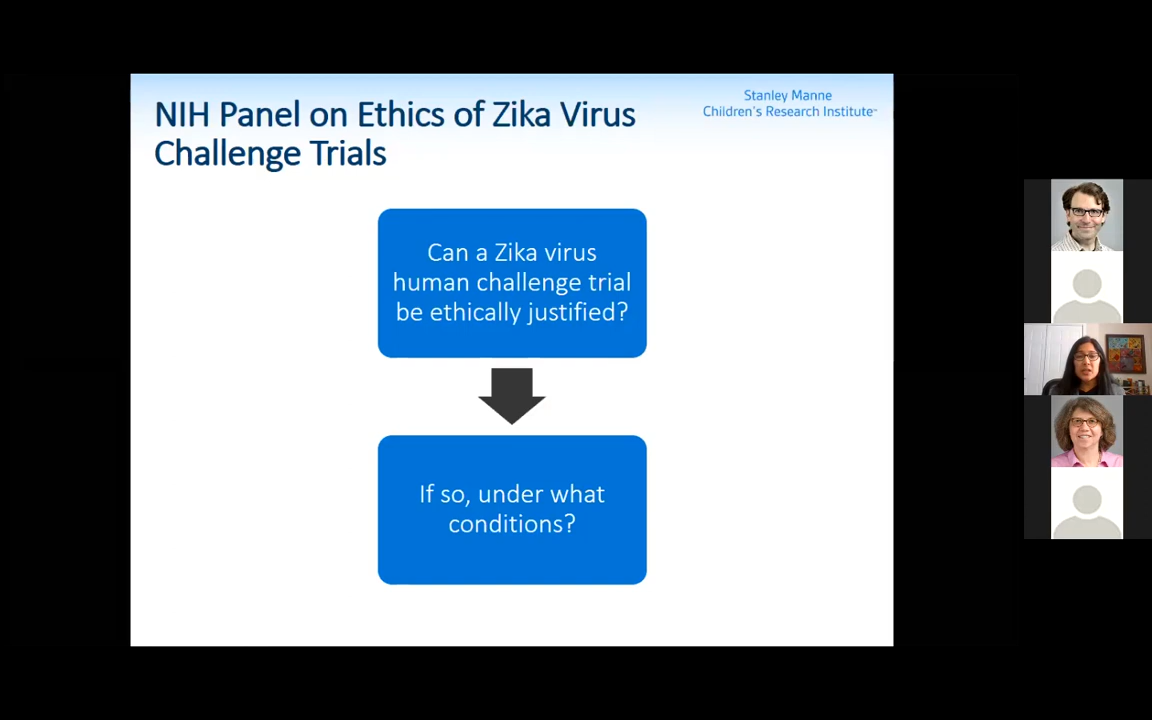 NIH Panel on Ethics of Zika Virus
Challenge Trials
Stanley Manne
Children's Research Institute™
Can a Zika virus
human challenge trial
be ethically justified?
If so, under what
conditions?